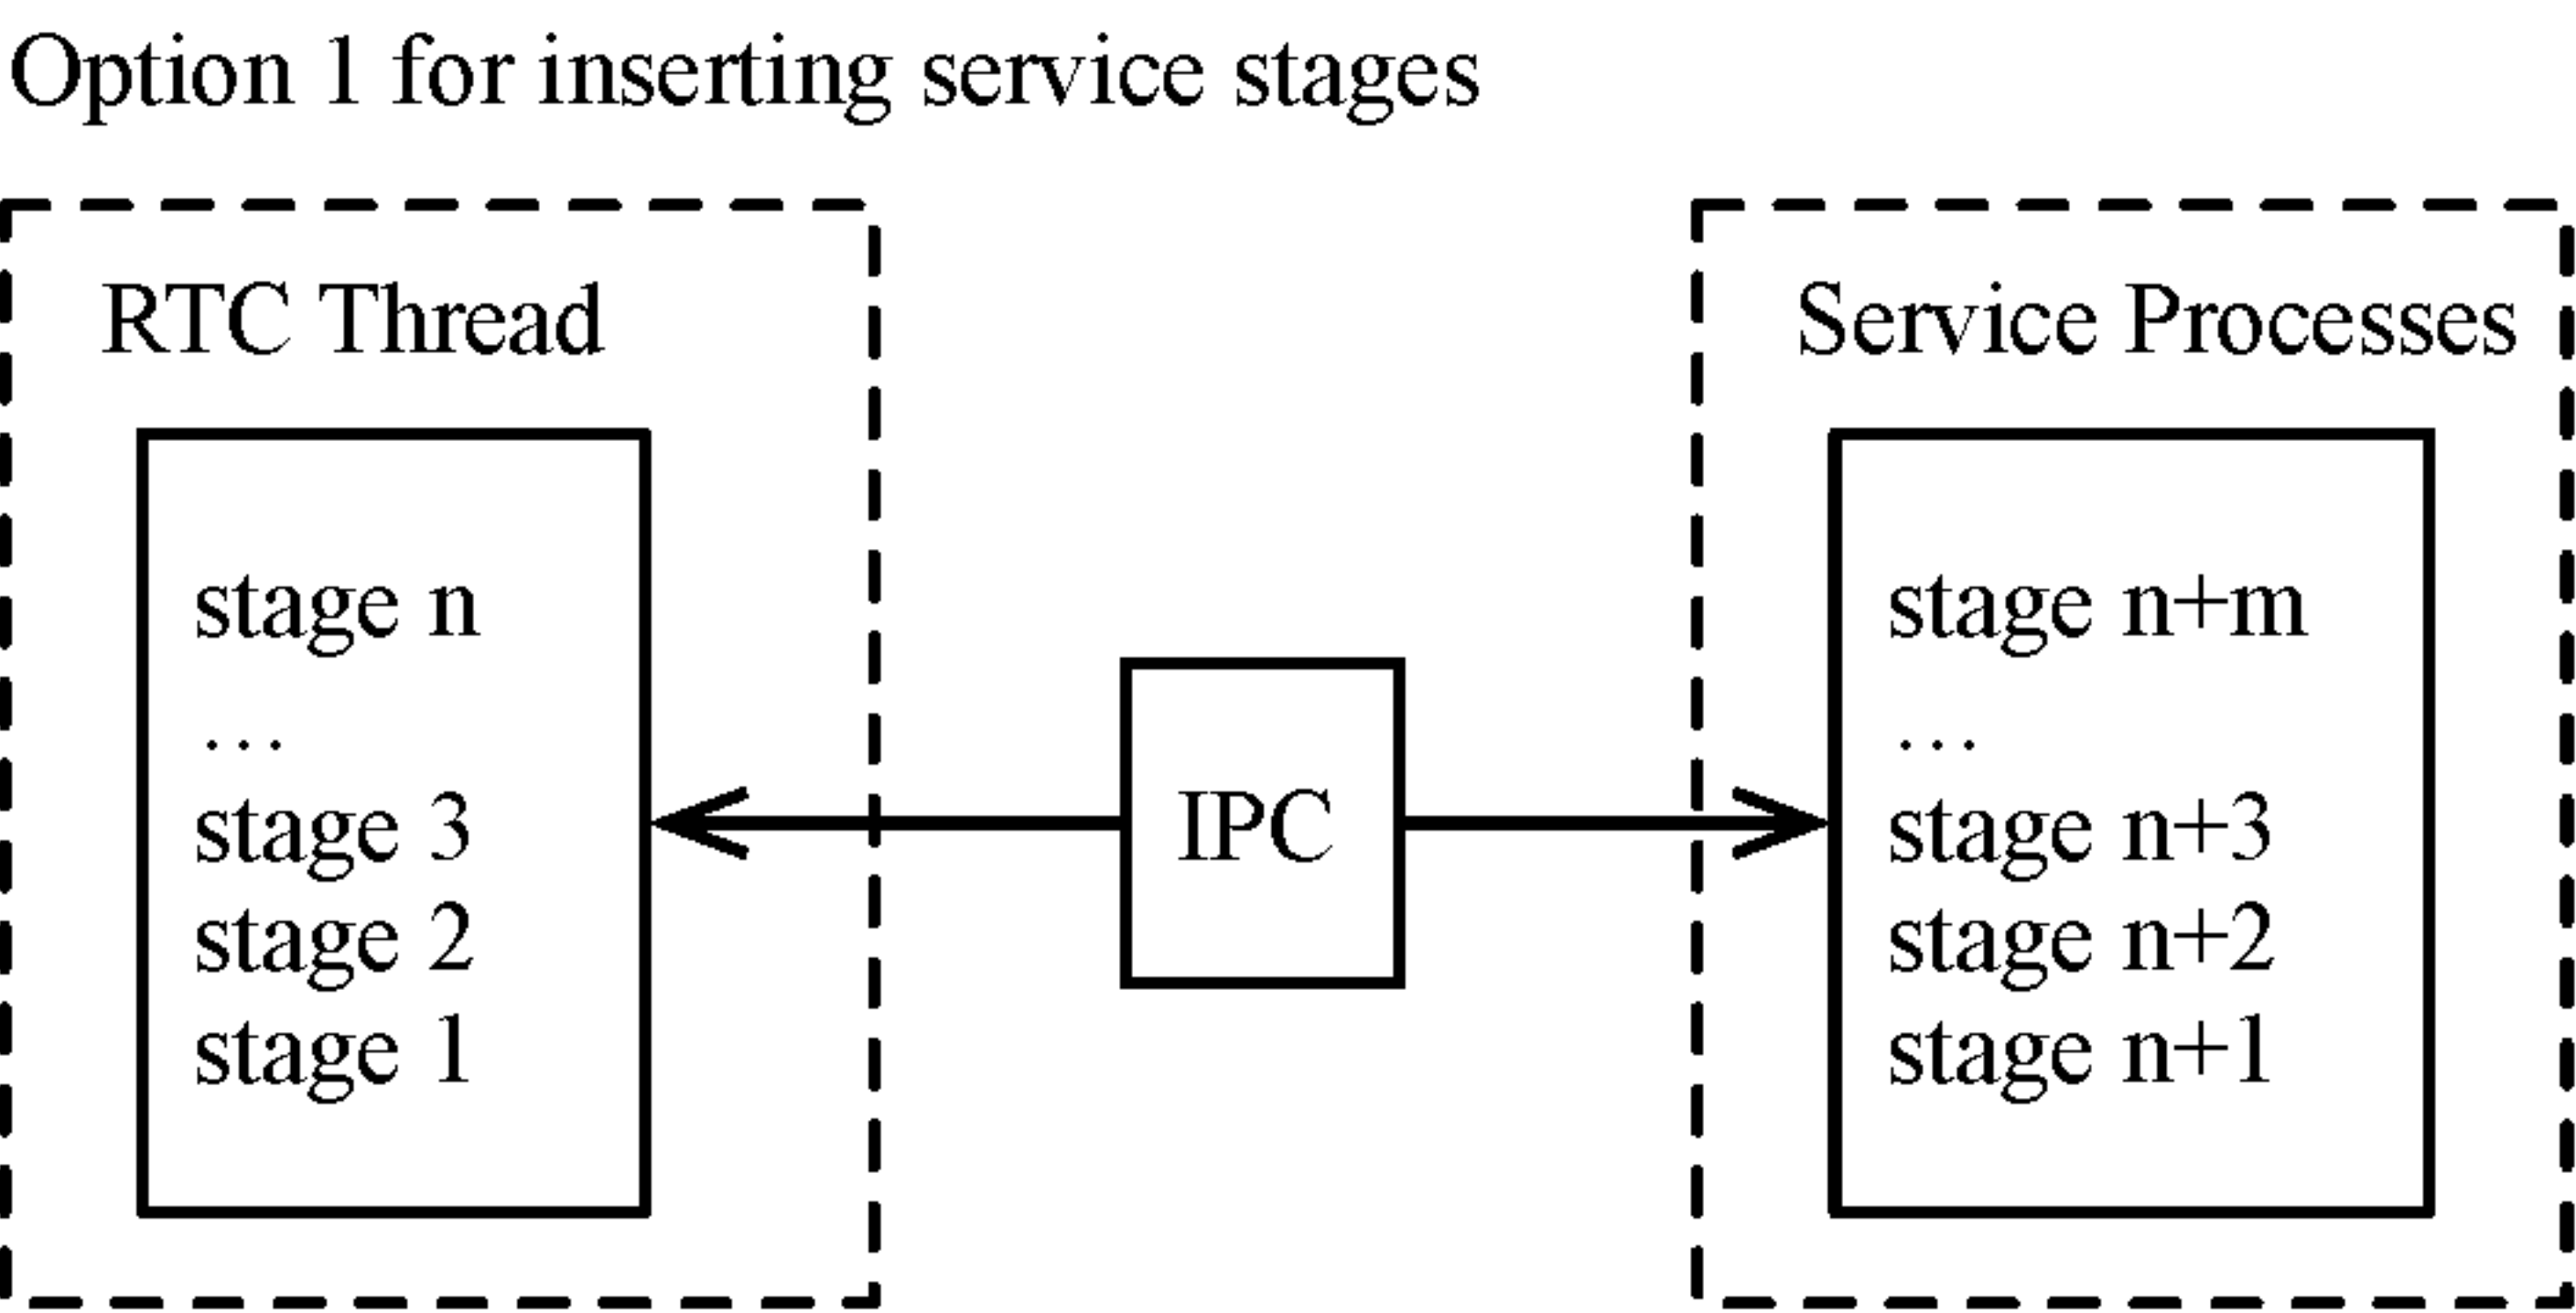 Option 1 for inserting service stages
RTC Thread
stage n
...
stage 3
stage 2
stage 1
IPC
Service Processes
stage n+m
...
stage n+3
stage n+2
stage n+1